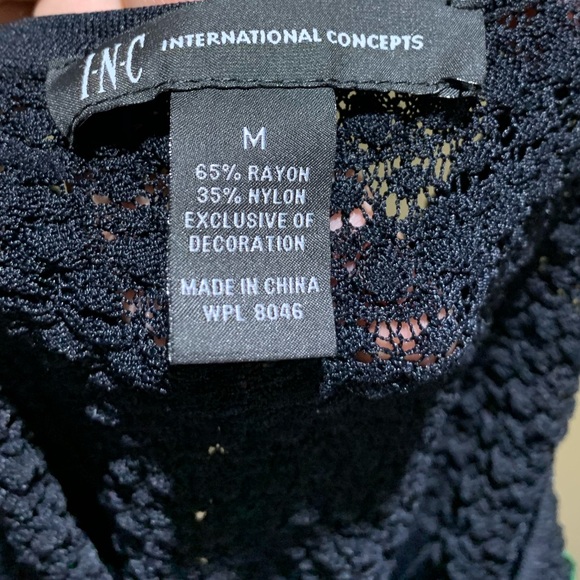 I·N·C INTERNATIONAL CONCEPTS
M
65% RAYON
35% NYLON
EXCLUSIVE OF
DECORATION
MADE IN CHINA
WPL 8046